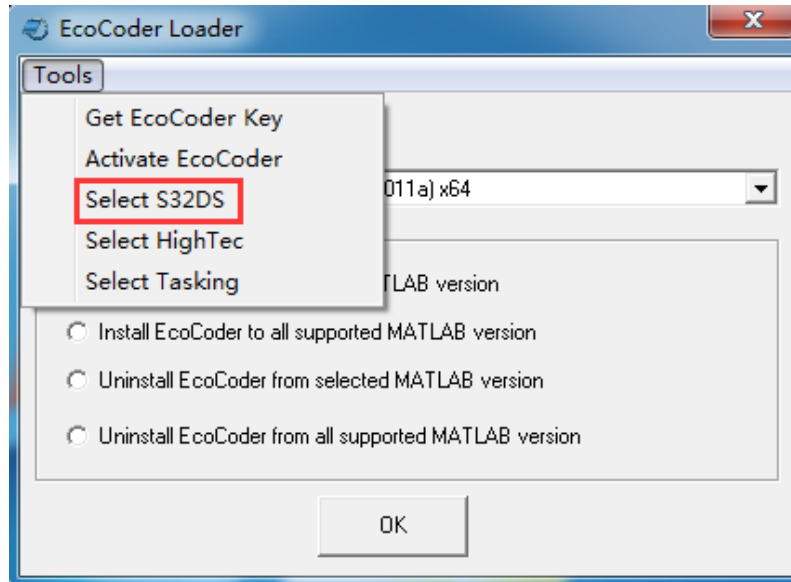 EcoCoder Loader
Tools
Get EcoCoder Key
Activate EcoCoder
Select S32DS
011a) x64
Select HighTec
Select Tasking
TLAB version
Install EcoCoder to all supported MATLAB version
Uninstall EcoCoder from selected MATLAB version
Uninstall EcoCoder from all supported MATLAB version
OK